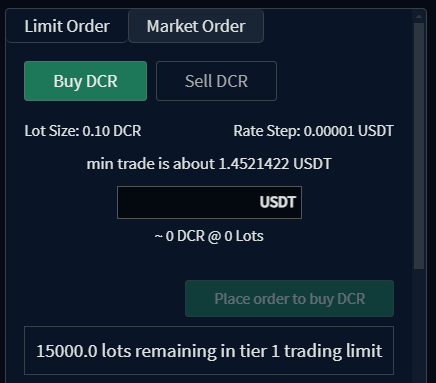 Limit Order Market Order
Buy DCR Sell DCR
Lot Size: 0.10 DCR Rate Step: 0.00001 USDT
min trade is about 1.4521422 USDT
USDT
~ 0 DCR @ 0 Lots
Place order to buy DCR
15000.0 lots remaining in tier 1 trading limit